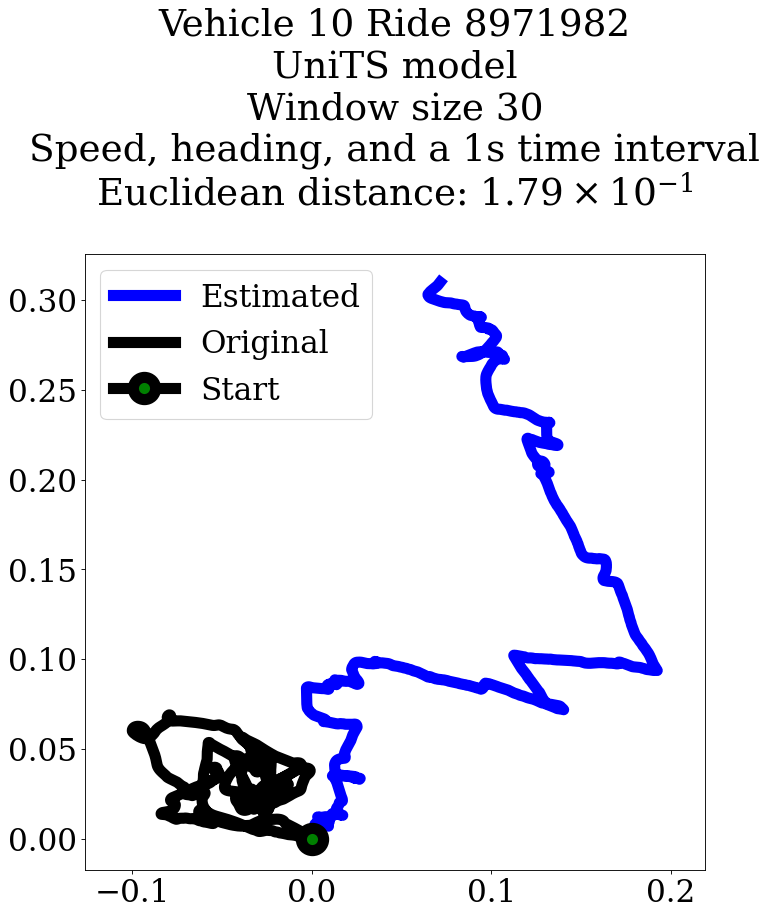 Vehicle 10 Ride 8971982
UniTS model
Window size 30
Speed, heading, and a 1s time interval
Euclidean distance: 1.79 × 10⁻¹
Estimated
Original
Start
0.30
0.25
0.20
0.15
0.10
0.05
0.00
−0.1 0.0 0.1 0.2